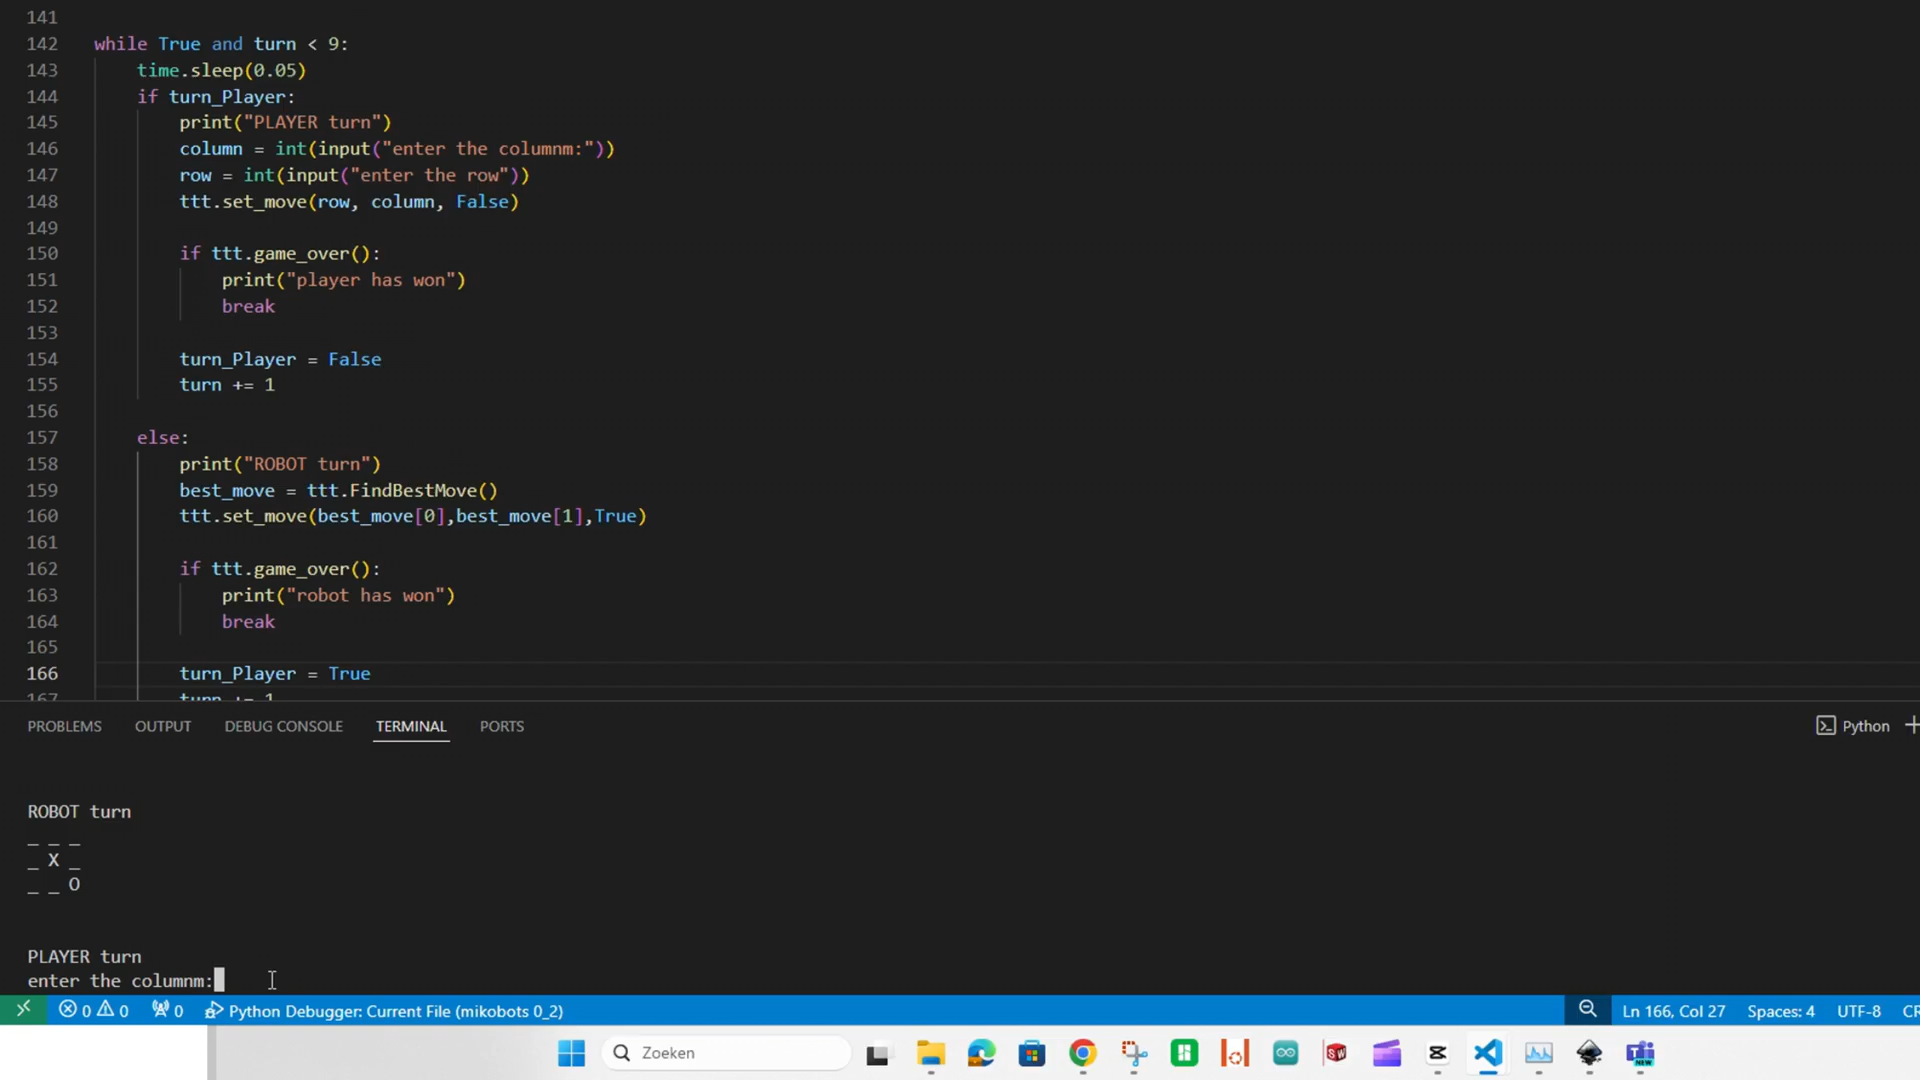 141
142 while True and turn < 9:
143 time.sleep(0.05)
144 if turn_Player:
145 print("PLAYER turn")
146 column = int(input("enter the columnm:"))
147 row = int(input("enter the row"))
148 ttt.set_move(row, column, False)
149
150 if ttt.game_over():
151 print("player has won")
152 break
153
154 turn_Player = False
155 turn += 1
156
157 else:
158 print("ROBOT turn")
159 best_move = ttt.FindBestMove()
160 ttt.set_move(best_move[0],best_move[1],True)
161
162 if ttt.game_over():
163 print("robot has won")
164 break
165
166 turn_Player = True
167 turn += 1
PROBLEMS OUTPUT DEBUG CONSOLE TERMINAL PORTS Python
ROBOT turn
_ _ _
_ X _
_ _ O
PLAYER turn
enter the columnm:
0 0 0 Python Debugger: Current File (mikobots 0_2) Ln 166, Col 27 Spaces: 4 UTF-8 CR
Zoeken SW NEW